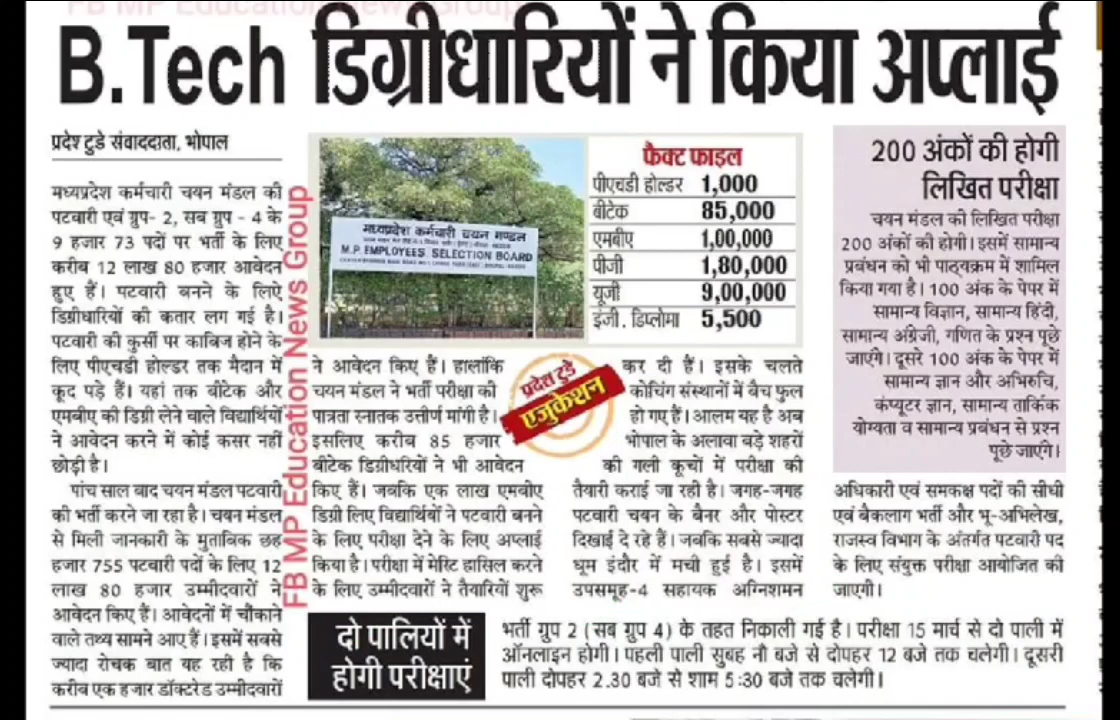 FB MP Education News Group
B.Tech डिग्रीधारियों ने किया अप्लाई
प्रदेश टुडे संवाददाता, भोपाल
मध्यप्रदेश कर्मचारी चयन मंडल की
पटवारी एवं ग्रुप- 2, सब ग्रुप - 4 के
9 हजार 73 पदों पर भर्ती के लिए
करीब 12 लाख 80 हजार आवेदन
हुए हैं। पटवारी बनने के लिए
डिग्रीधारियों की कतार लग गई है।
पटवारी की कुर्सी पर काबिज होने के
लिए पीएचडी होल्डर तक मैदान में
कूद पड़े हैं। यहां तक बीटेक और
एमबीए की डिग्री लेने वाले विद्यार्थियों
ने आवेदन करने में कोई कसर नहीं
छोड़ी है।
पांच साल बाद चयन मंडल पटवारी
की भर्ती करने जा रहा है। चयन मंडल
से मिली जानकारी के मुताबिक छह
हजार 755 पटवारी पदों के लिए 12
लाख 80 हजार उम्मीदवारों ने
आवेदन किए हैं। आवेदनों में चौंकाने
वाले तथ्य सामने आए हैं। इसमें सबसे
ज्यादा रोचक बात यह रही है कि
करीब एक हजार डॉक्टरेड उम्मीदवारों
FB MP Education News Group
मध्यप्रदेश कर्मचारी चयन मण्डल
M.P. EMPLOYEES SELECTION BOARD
फैक्ट फाइल
पीएचडी होल्डर 1,000
बीटेक 85,000
एमबीए 1,00,000
पीजी 1,80,000
यूजी 9,00,000
इंजी. डिप्लोमा 5,500
ने आवेदन किए हैं। हालांकि
चयन मंडल ने भर्ती परीक्षा की
पात्रता स्नातक उत्तीर्ण मांगी है।
इसलिए करीब 85 हजार
बीटेक डिग्रीधरियों ने भी आवेदन
किए हैं। जबकि एक लाख एमबीए
डिग्री लिए विद्यार्थियों ने पटवारी बनने
के लिए परीक्षा देने के लिए अप्लाई
किया है। परीक्षा में मेरिट हासिल करने
के लिए उम्मीदवारों ने तैयारियों शुरू
प्रदेश टुडे
एजुकेशन
कर दी हैं। इसके चलते
कोचिंग संस्थानों में बैच फुल
हो गए हैं। आलम यह है अब
भोपाल के अलावा बड़े शहरों
की गली कूचों में परीक्षा की
तैयारी कराई जा रही है। जगह-जगह
पटवारी चयन के बैनर और पोस्टर
दिखाई दे रहे हैं। जबकि सबसे ज्यादा
धूम इंदौर में मची हुई है। इसमें
उपसमूह-4 सहायक अग्निशमन
200 अंकों की होगी
लिखित परीक्षा
चयन मंडल की लिखित परीक्षा
200 अंकों की होगी। इसमें सामान्य
प्रबंधन को भी पाठ्यक्रम में शामिल
किया गया है। 100 अंक के पेपर में
सामान्य विज्ञान, सामान्य हिंदी,
सामान्य अंग्रेजी, गणित के प्रश्न पूछे
जाएंगे। दूसरे 100 अंक के पेपर में
सामान्य ज्ञान और अभिरुचि,
कंप्यूटर ज्ञान, सामान्य तार्किक
योग्यता व सामान्य प्रबंधन से प्रश्न
पूछे जाएंगे।
अधिकारी एवं समकक्ष पदों की सीधी
एवं बैकलाग भर्ती और भू-अभिलेख,
राजस्व विभाग के अंतर्गत पटवारी पद
के लिए संयुक्त परीक्षा आयोजित की
जाएगी।
दो पालियों में
होगी परीक्षाएं
भर्ती ग्रुप 2 (सब ग्रुप 4) के तहत निकाली गई है। परीक्षा 15 मार्च से दो पाली में
ऑनलाइन होगी। पहली पाली सुबह नौ बजे से दोपहर 12 बजे तक चलेगी। दूसरी
पाली दोपहर 2.30 बजे से शाम 5:30 बजे तक चलेगी।